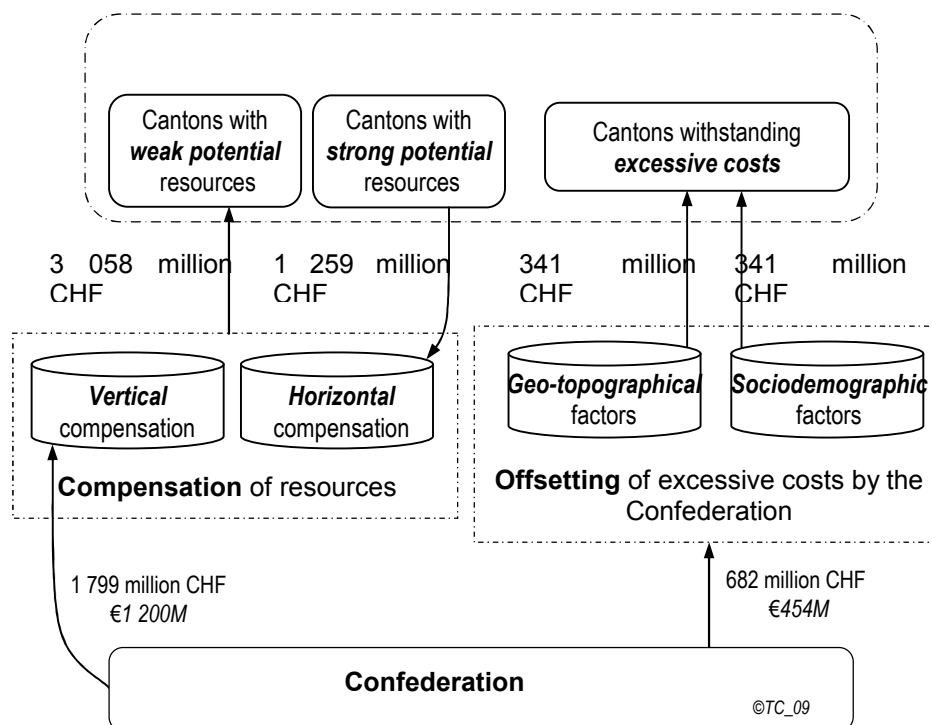 Cantons with
weak potential
resources
Cantons with
strong potential
resources
Cantons withstanding
excessive costs
3 058 million
CHF
1 259 million
CHF
341 million
CHF
341 million
CHF
Vertical
compensation
Horizontal
compensation
Geo-topographical
factors
Sociodemographic
factors
Compensation of resources
Offsetting of excessive costs by the
Confederation
1 799 million CHF
€1 200M
682 million CHF
€454M
Confederation
©TC_09